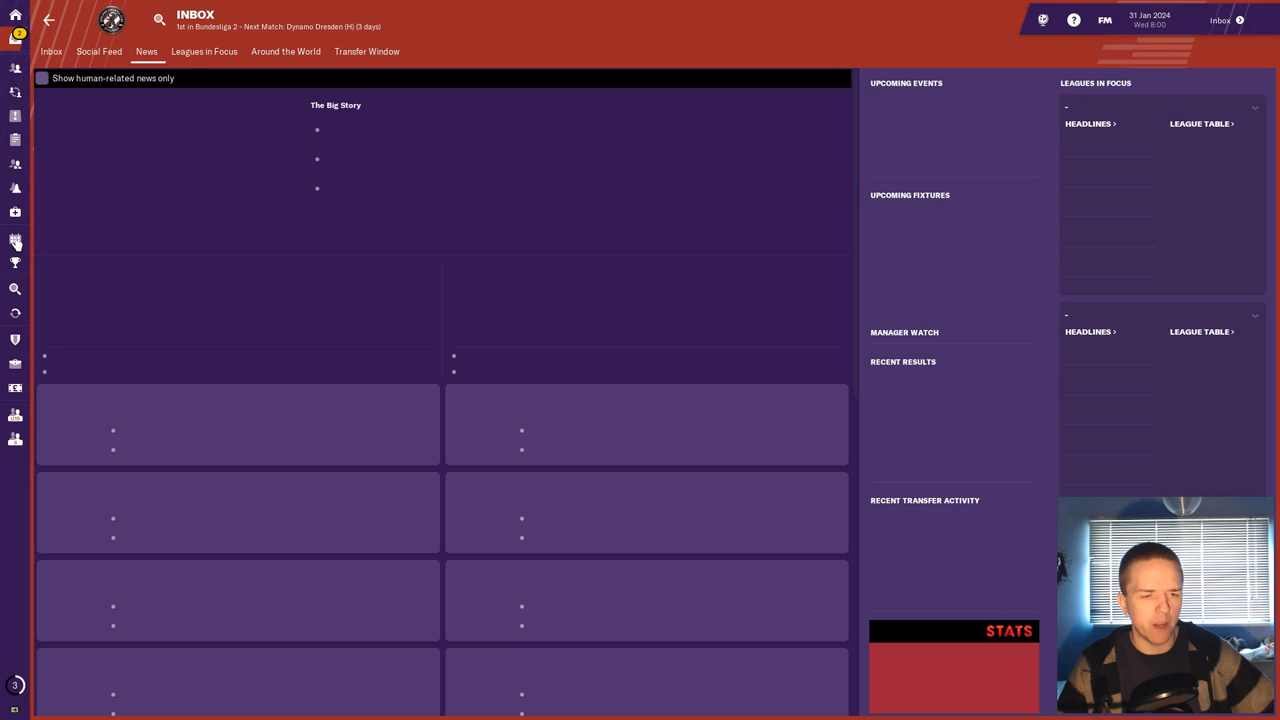 INBOX
1st in Bundesliga 2 - Next Match: Dynamo Dresden (H) (3 days)
FM
31 Jan 2024
Wed 8:00
Inbox
2
Inbox
Social Feed
News
Leagues in Focus
Around the World
Transfer Window
Show human-related news only
The Big Story
UPCOMING EVENTS
UPCOMING FIXTURES
MANAGER WATCH
RECENT RESULTS
RECENT TRANSFER ACTIVITY
STATS
LEAGUES IN FOCUS
-
HEADLINES >
LEAGUE TABLE >
-
HEADLINES >
LEAGUE TABLE >
3